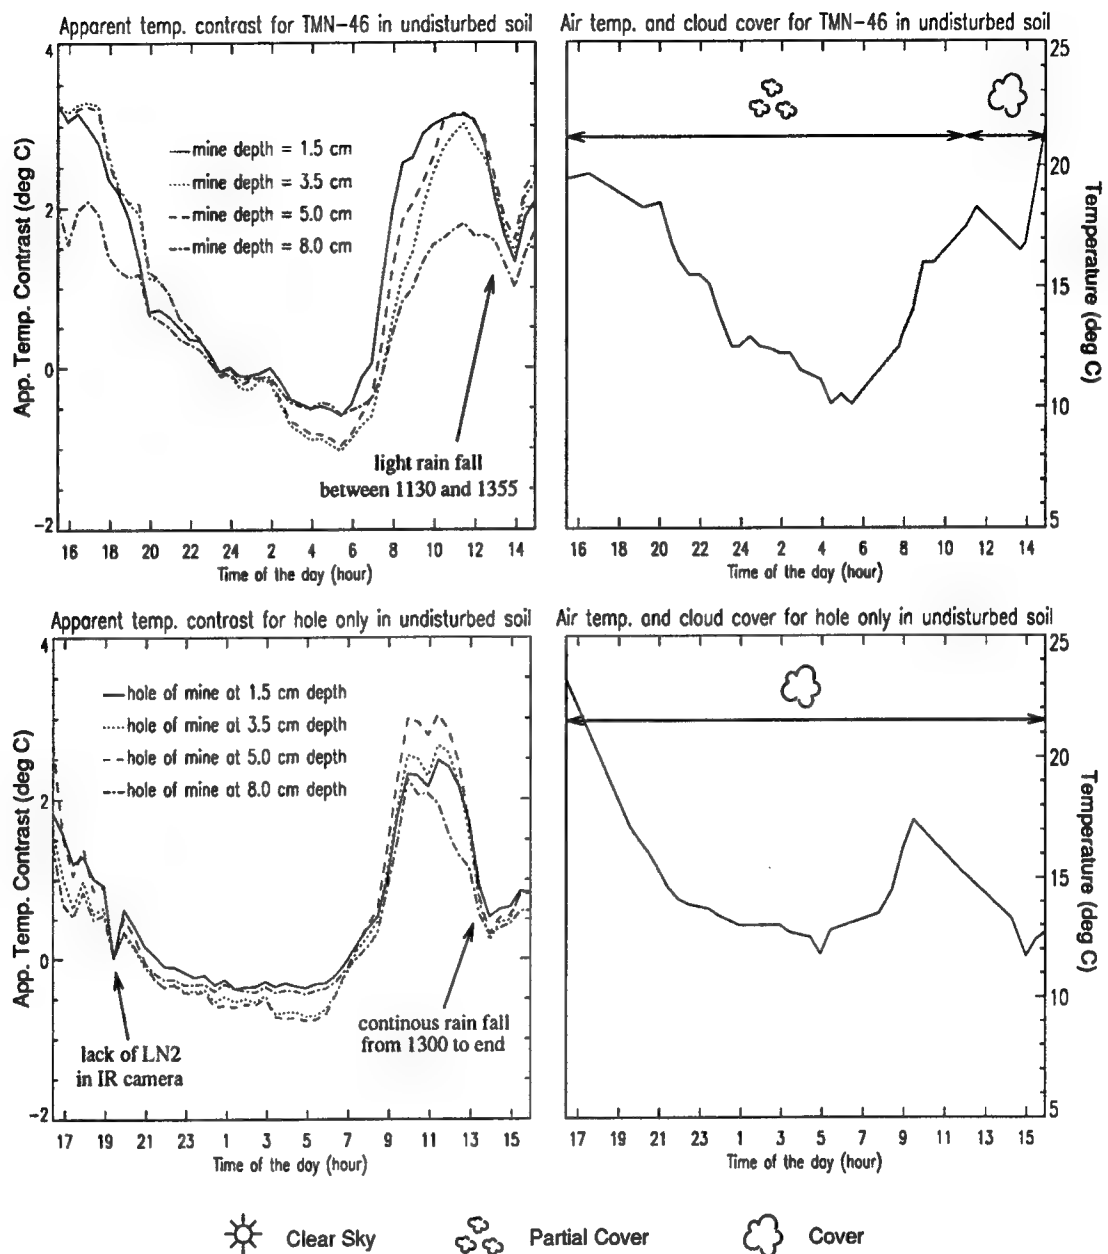 Apparent temp. contrast for TMN-46 in undisturbed soil
4
2
0
-2
App. Temp. Contrast (deg C)
mine depth = 1.5 cm
mine depth = 3.5 cm
mine depth = 5.0 cm
mine depth = 8.0 cm
light rain fall
between 1130 and 1355
16 18 20 22 24 2 4 6 8 10 12 14
Time of the day (hour)
Air temp. and cloud cover for TMN-46 in undisturbed soil
25
20
15
10
5
Temperature (deg C)
16 18 20 22 24 2 4 6 8 10 12 14
Time of the day (hour)
Apparent temp. contrast for hole only in undisturbed soil
4
2
0
-2
App. Temp. Contrast (deg C)
hole of mine at 1.5 cm depth
hole of mine at 3.5 cm depth
hole of mine at 5.0 cm depth
hole of mine at 8.0 cm depth
lack of LN2
in IR camera
continous rain fall
from 1300 to end
17 19 21 23 1 3 5 7 9 11 13 15
Time of the day (hour)
Air temp. and cloud cover for hole only in undisturbed soil
25
20
15
10
5
Temperature (deg C)
17 19 21 23 1 3 5 7 9 11 13 15
Time of the day (hour)
Clear Sky
Partial Cover
Cover